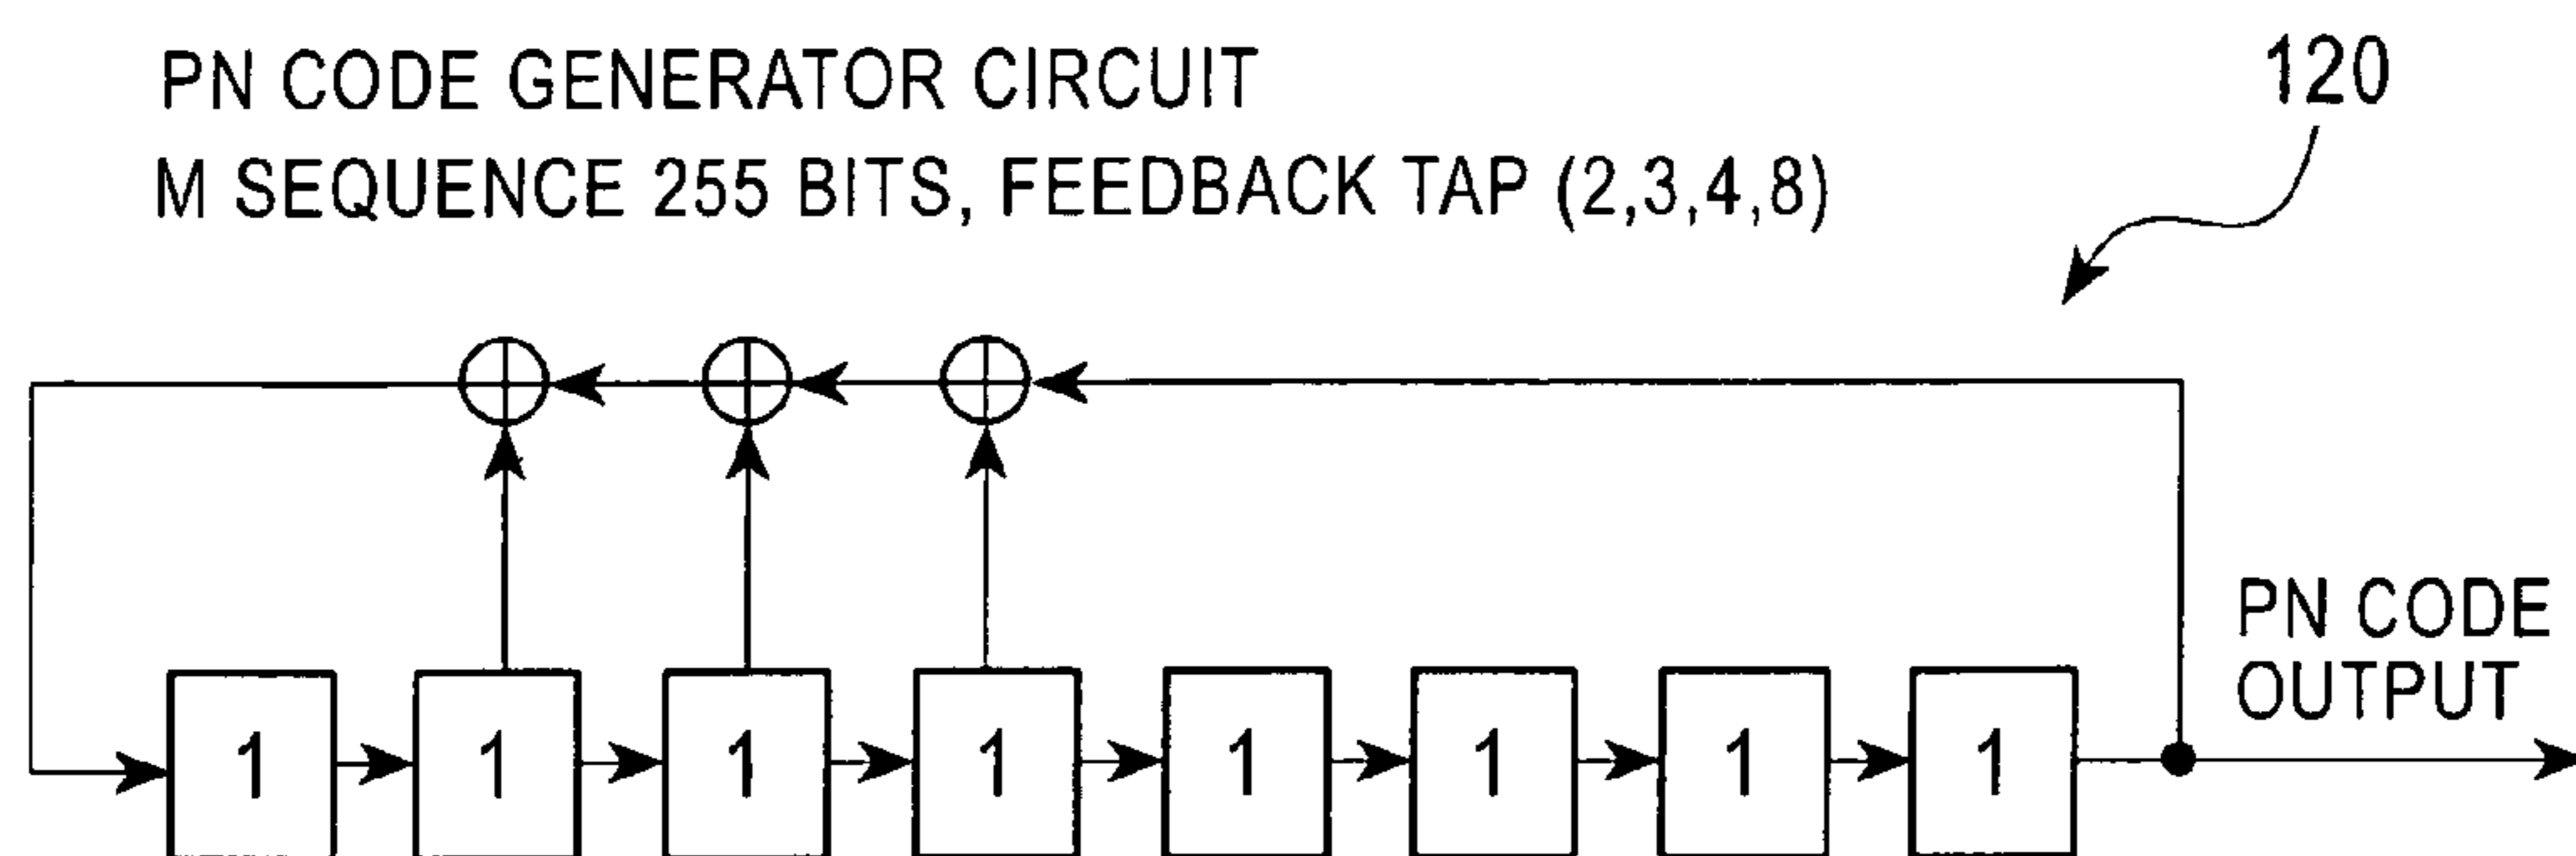 PN CODE GENERATOR CIRCUIT
M SEQUENCE 255 BITS, FEEDBACK TAP (2,3,4,8)
120
PN CODE
OUTPUT
1 1 1 1 1 1 1 1